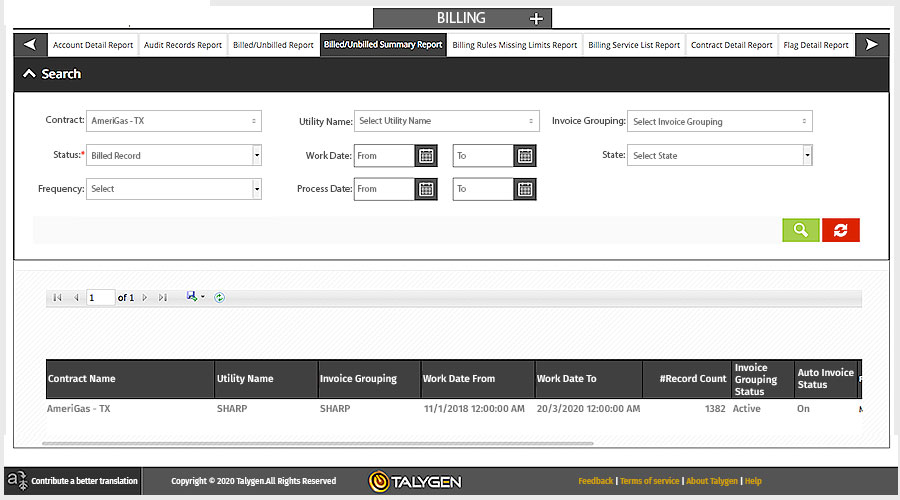 BILLING +
Account Detail Report Audit Records Report Billed/Unbilled Report Billed/Unbilled Summary Report Billing Rules Missing Limits Report Billing Service List Report Contract Detail Report Flag Detail Report
Search
Contract: AmeriGas - TX Utility Name: Select Utility Name Invoice Grouping: Select Invoice Grouping
Status:* Billed Record Work Date: From To State: Select State
Frequency: Select Process Date: From To
1 of 1
Contract Name Utility Name Invoice Grouping Work Date From Work Date To #Record Count Invoice Grouping Status Auto Invoice Status
AmeriGas - TX SHARP SHARP 11/1/2018 12:00:00 AM 20/3/2020 12:00:00 AM 1382 Active On
Contribute a better translation Copyright © 2020 Talygen.All Rights Reserved TALYGEN Feedback | Terms of service | About Talygen | Help